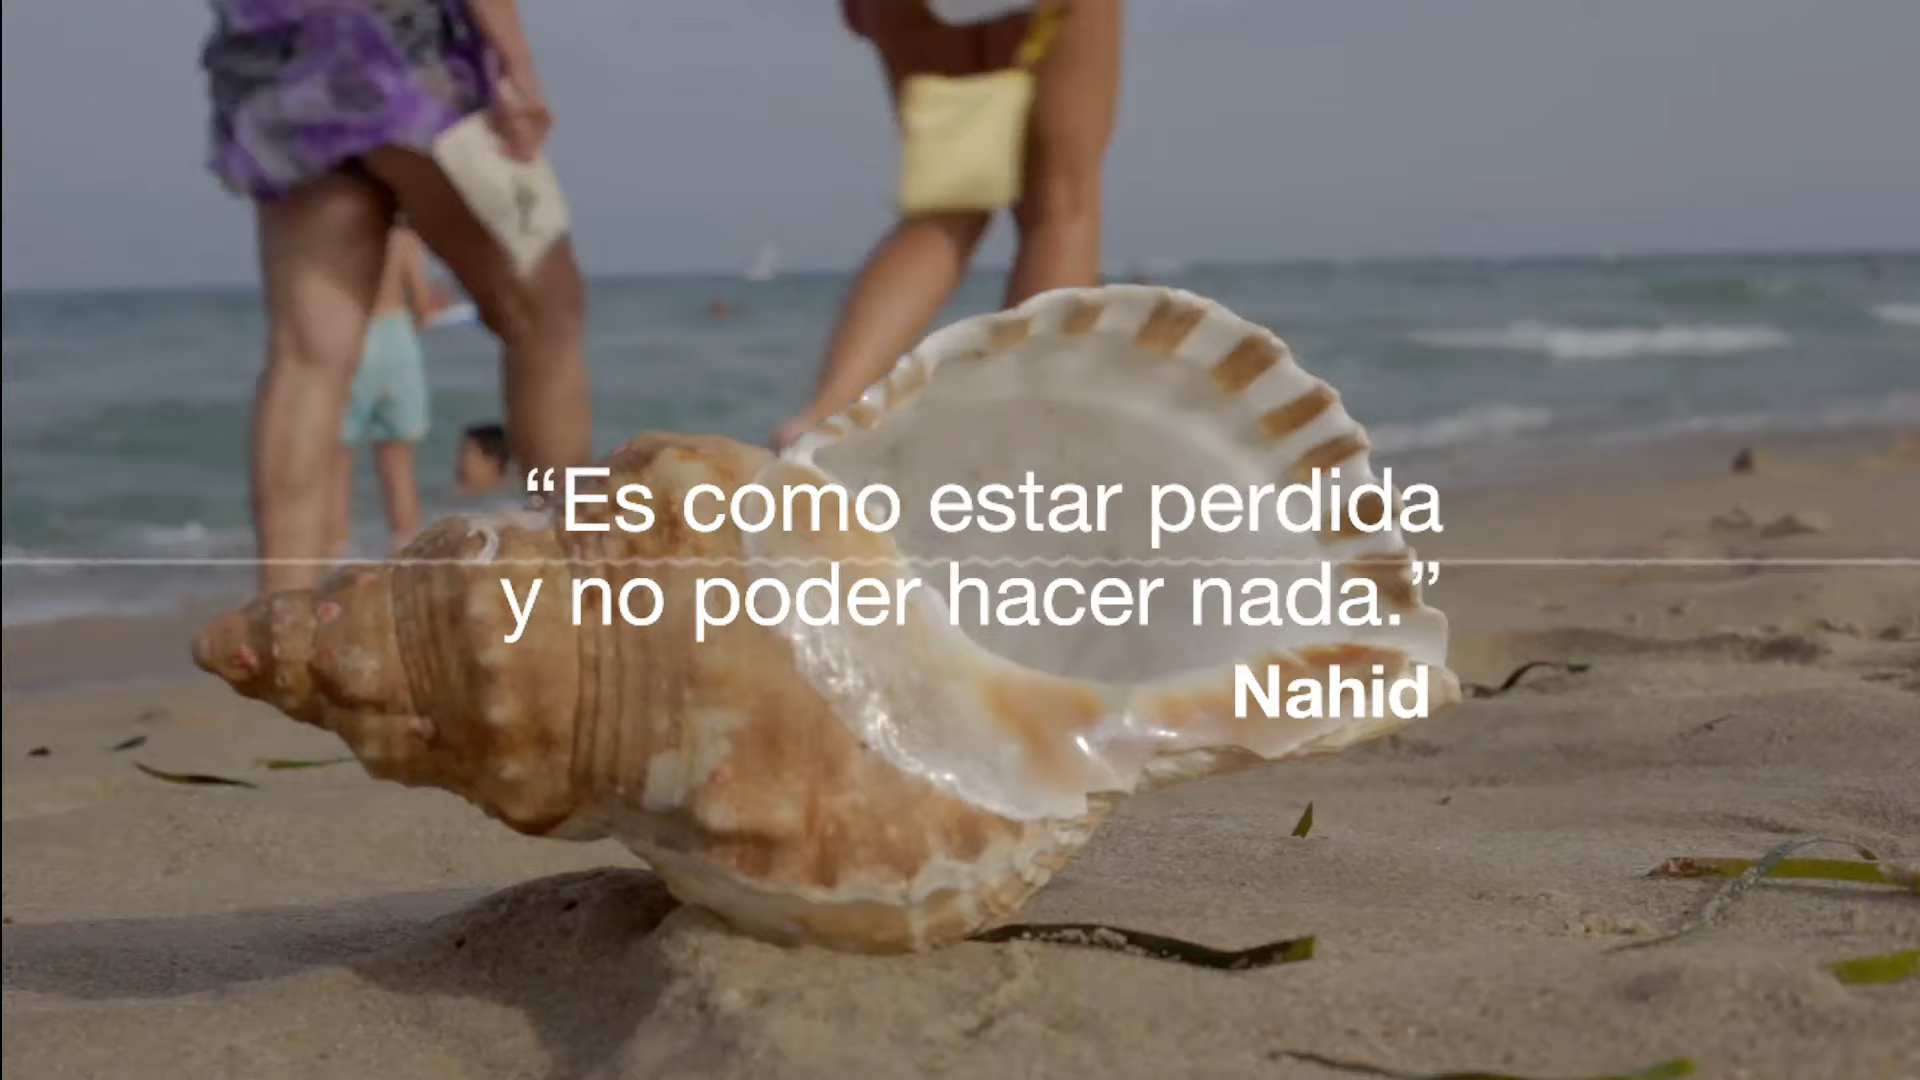 “Es como estar perdida
y no poder hacer nada.”
Nahid